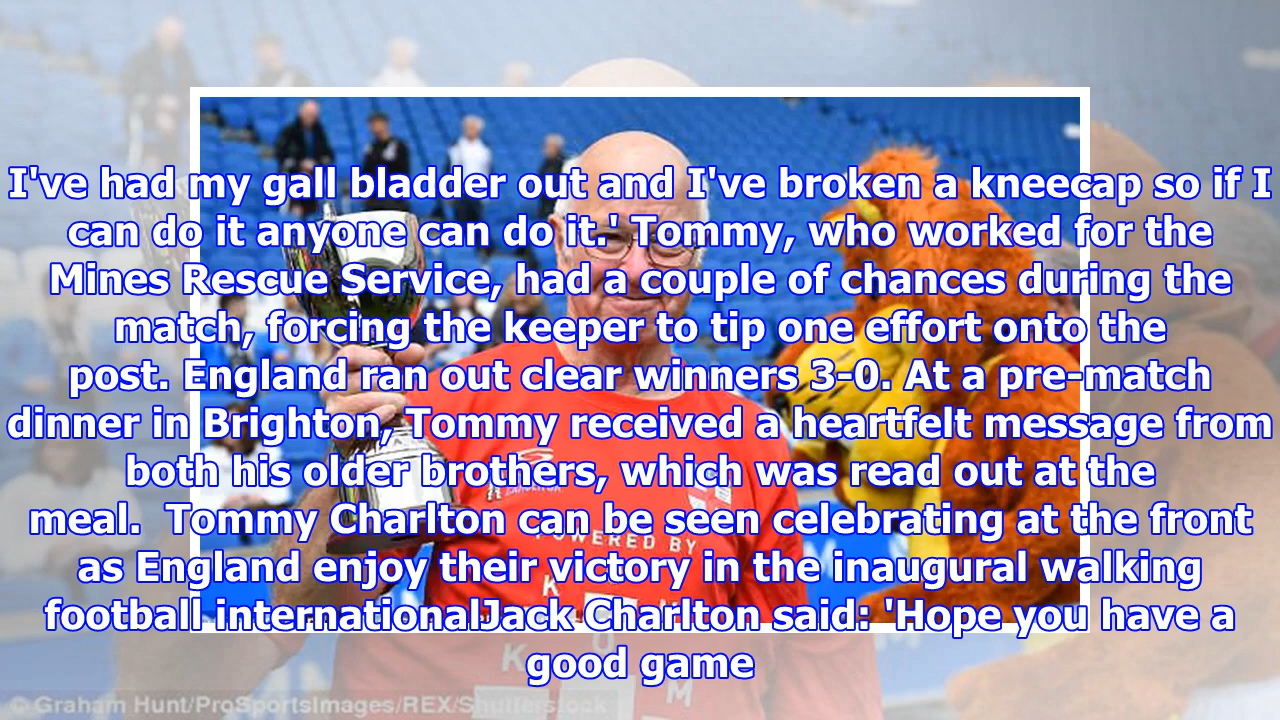 I've had my gall bladder out and I've broken a kneecap so if I
can do it anyone can do it.' Tommy, who worked for the
Mines Rescue Service, had a couple of chances during the
match, forcing the keeper to tip one effort onto the
post. England ran out clear winners 3-0. At a pre-match
dinner in Brighton, Tommy received a heartfelt message from
both his older brothers, which was read out at the
meal.  Tommy Charlton can be seen celebrating at the front
as England enjoy their victory in the inaugural walking
football internationalJack Charlton said: 'Hope you have a
good game
POWERED BY
© Graham Hunt/ProSportsImages/REX/Shutterstock